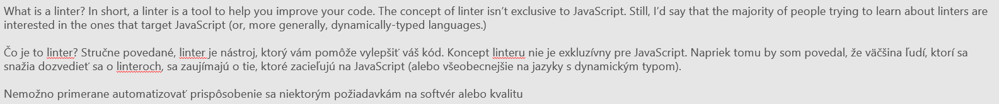 What is a linter? In short, a linter is a tool to help you improve your code. The concept of linter isn’t exclusive to JavaScript. Still, I’d say that the majority of people trying to learn about linters are
interested in the ones that target JavaScript (or, more generally, dynamically-typed languages.)
Čo je to linter? Stručne povedané, linter je nástroj, ktorý vám pomôže vylepšiť váš kód. Koncept linteru nie je exkluzívny pre JavaScript. Napriek tomu by som povedal, že väčšina ľudí, ktorí sa
snažia dozvedieť sa o linteroch, sa zaujímajú o tie, ktoré zacieľujú na JavaScript (alebo všeobecnejšie na jazyky s dynamickým typom).
Nemožno primerane automatizovať prispôsobenie sa niektorým požiadavkám na softvér alebo kvalitu